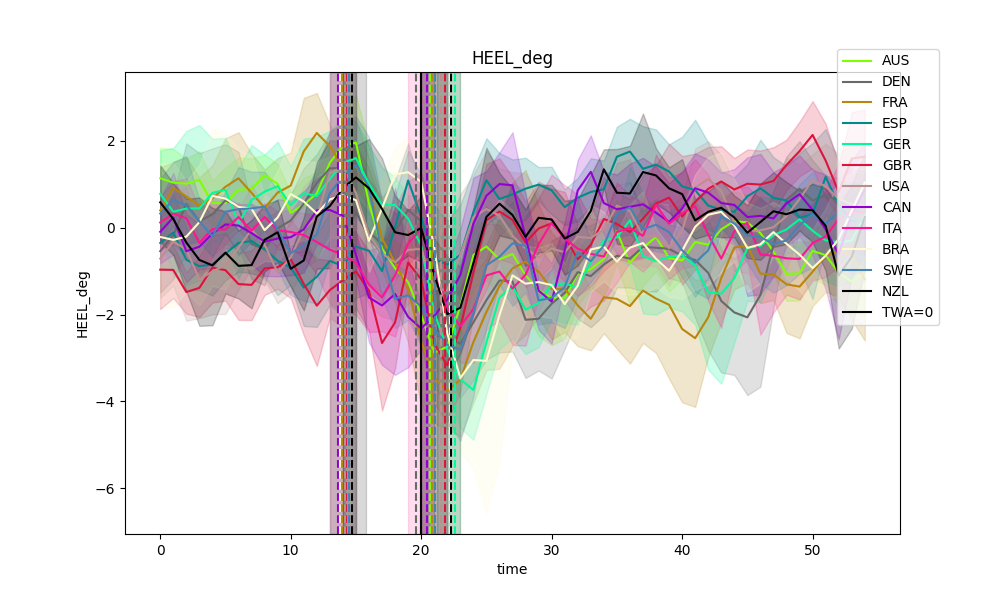 HEEL_deg
AUS
DEN
FRA
ESP
GER
GBR
USA
CAN
ITA
BRA
SWE
NZL
TWA=0
HEEL_deg
2
0
−2
−4
−6
0 10 20 30 40 50
time